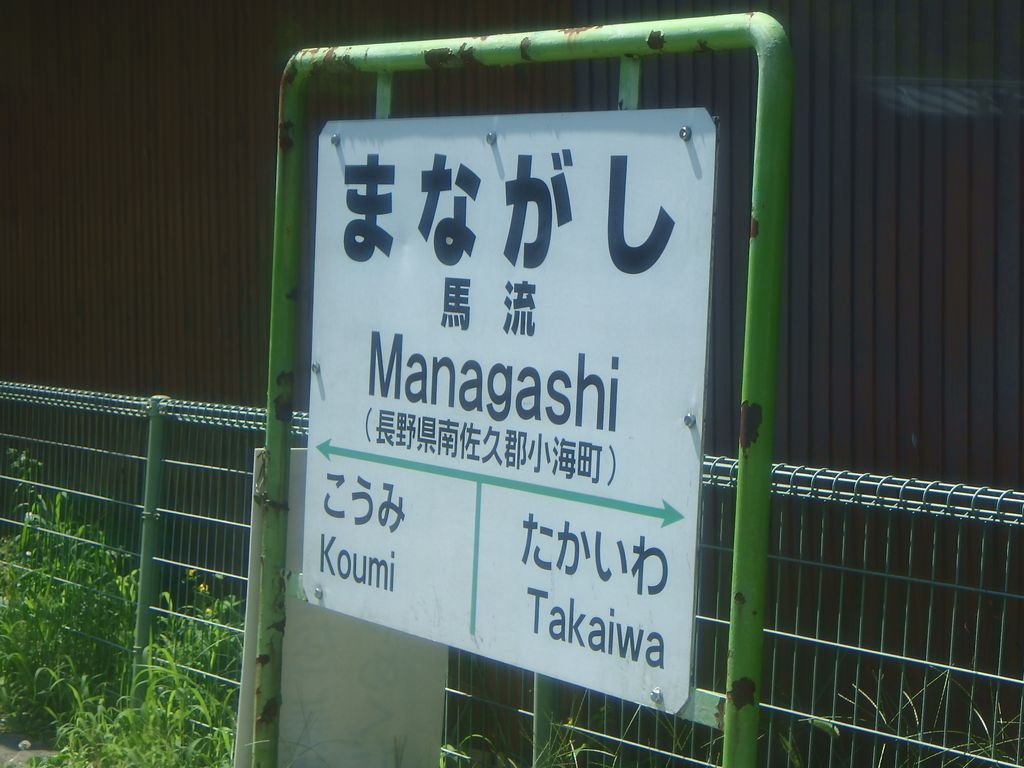 まながし
馬流
Managashi
(長野県南佐久郡小海町)
こうみ
Koumi
たかいわ
Takaiwa